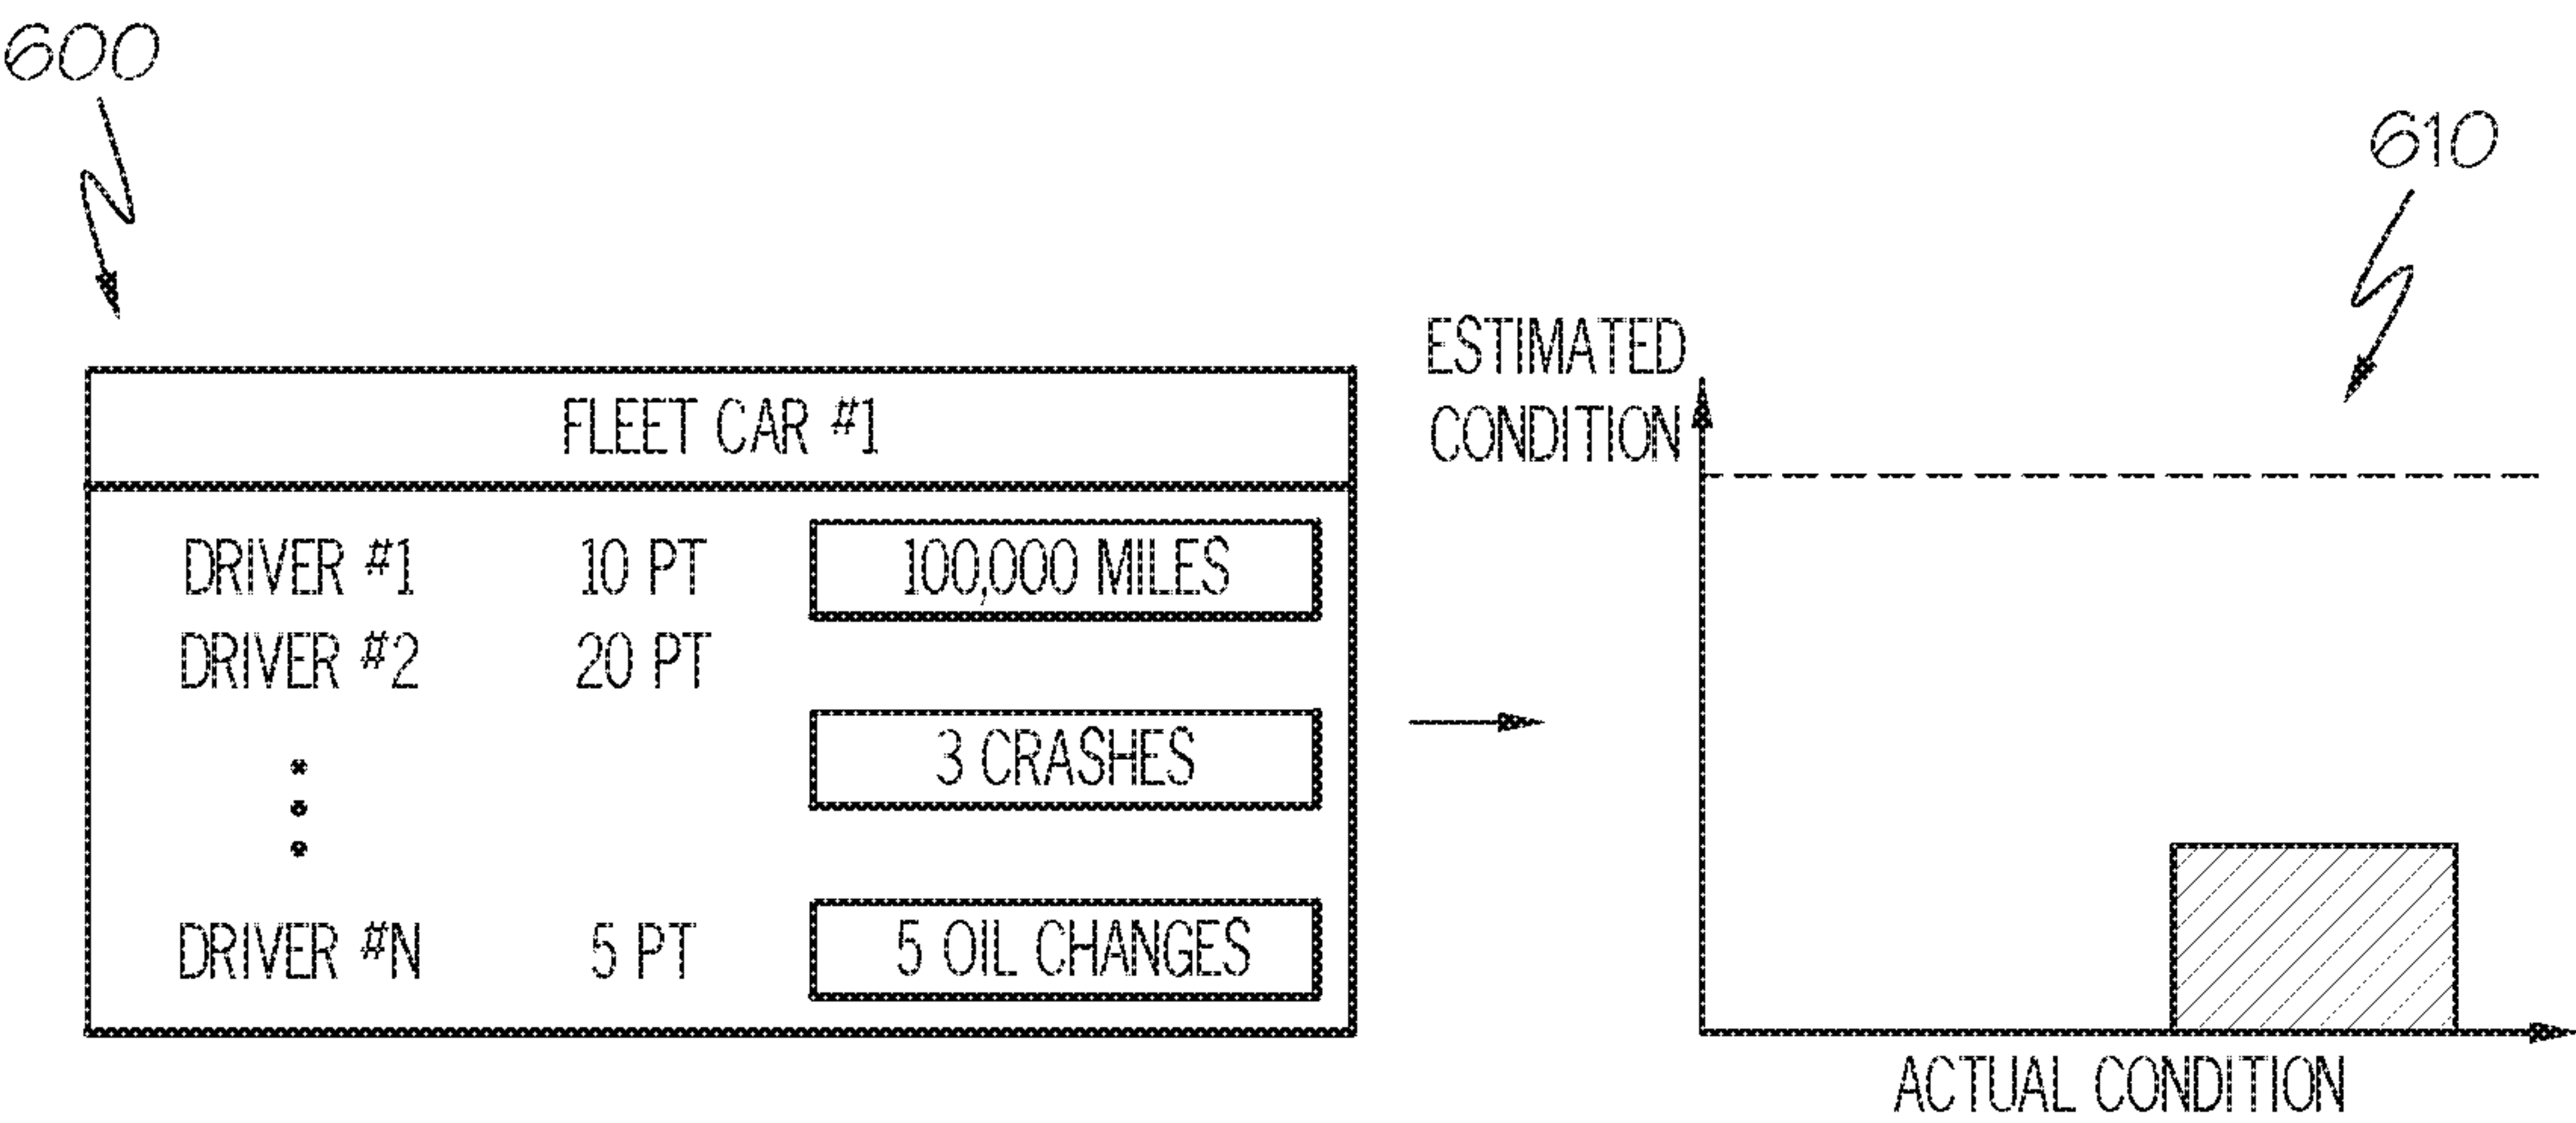 600
610
FLEET CAR #1
DRIVER #1 10 PT 100,000 MILES
DRIVER #2 20 PT
3 CRASHES
DRIVER #N 5 PT 5 OIL CHANGES
ESTIMATED
CONDITION
ACTUAL CONDITION